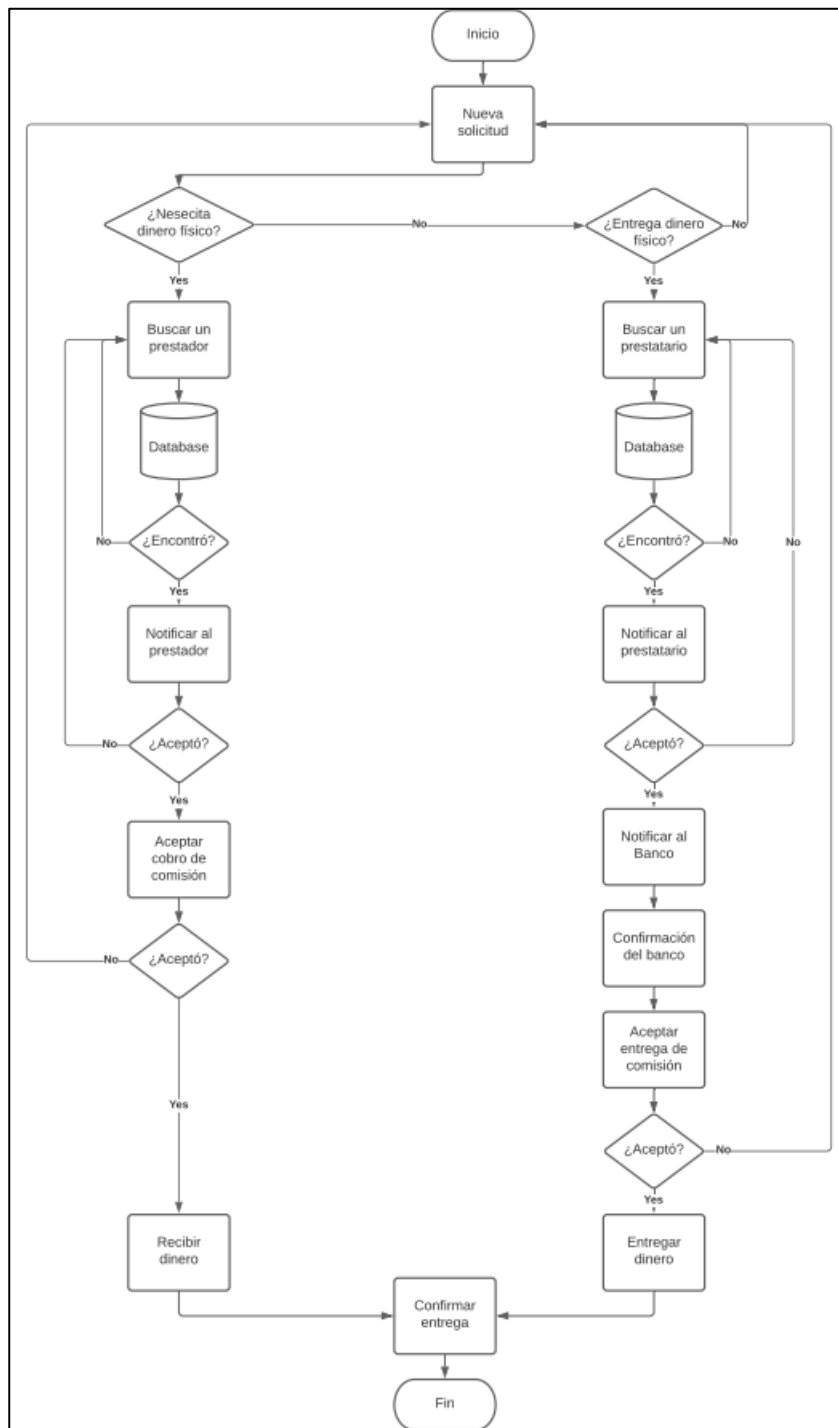 Inicio
Nueva
solicitud
¿Nesecita
dinero físico?
No
¿Entrega dinero
físico?
No
Yes
Yes
Buscar un
prestador
Buscar un
prestatario
Database
Database
No
¿Encontró?
¿Encontró?
No
No
Yes
Yes
Notificar al
prestador
Notificar al
prestatario
No
¿Aceptó?
¿Aceptó?
Yes
Yes
Aceptar
cobro de
comisión
Notificar al
Banco
No
¿Aceptó?
Confirmación
del banco
Aceptar
entrega de
comisión
Yes
¿Aceptó?
No
Yes
Recibir
dinero
Entregar
dinero
Confirmar
entrega
Fin